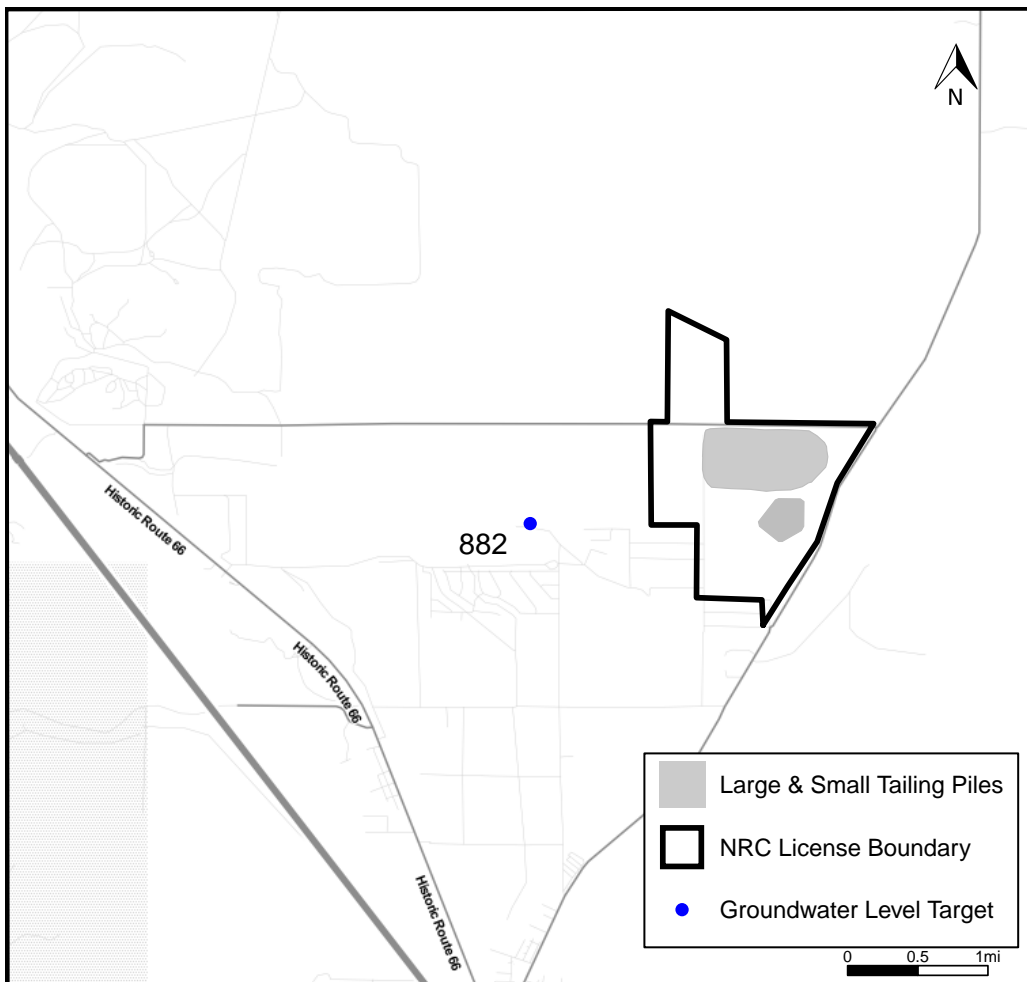 N
Historic Route 66
882
Historic Route 66
Historic Route 66
Large & Small Tailing Piles
NRC License Boundary
Groundwater Level Target
0 0.5 1mi